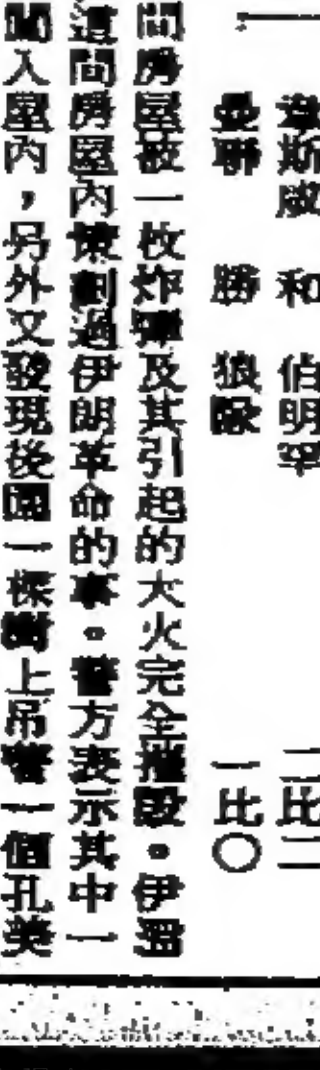 韋斯咸 和 伯明罕 二比二
曼聯 勝 狼隊 一比〇
間房屋被一枚炸彈及其引起的大火完全摧毀。伊
這間房屋內策劃過伊朗革命的事。警方表示其中一
闖入屋內，另外又發現後園一樣樹上吊着一個孔美